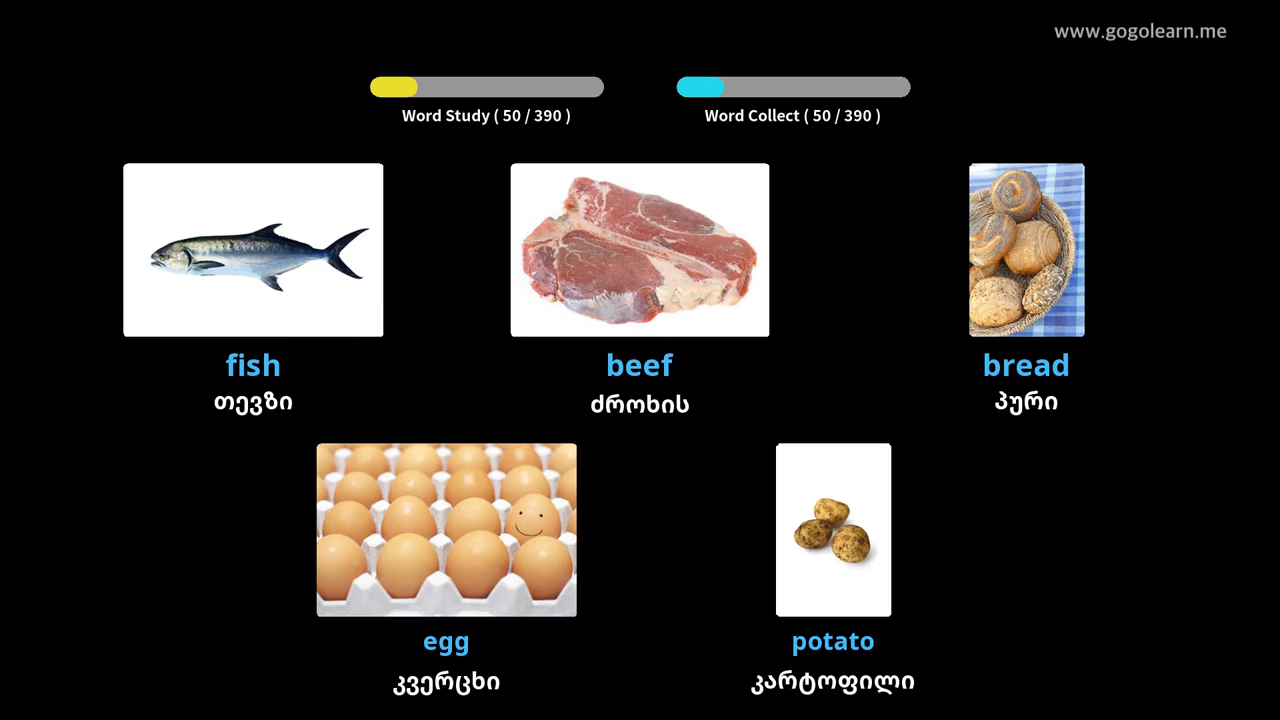 www.gogolearn.me
Word Study ( 50 / 390 )
Word Collect ( 50 / 390 )
fish
თევზი
beef
ძროხის
bread
პური
egg
კვერცხი
potato
კარტოფილი